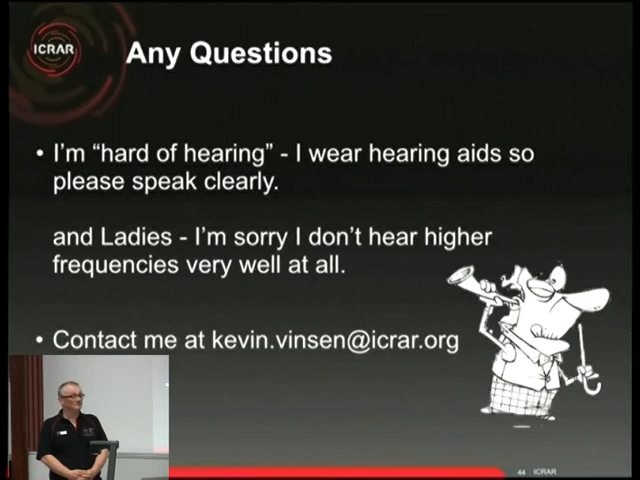 ICRAR
Any Questions
• I'm “hard of hearing” - I wear hearing aids so
please speak clearly.
and Ladies - I'm sorry I don't hear higher
frequencies very well at all.
• Contact me at kevin.vinsen@icrar.org
44 ICRAR